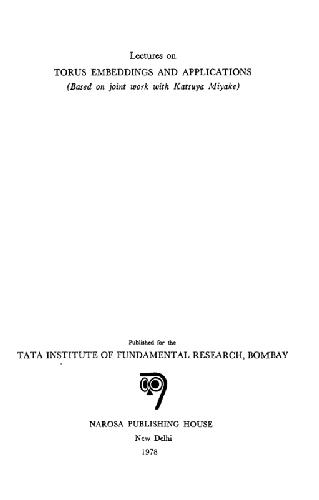 Lectures on
TORUS EMBEDDINGS AND APPLICATIONS
(Based on joint work with Katsuya Miyake)
Published for the
TATA INSTITUTE OF FUNDAMENTAL RESEARCH, BOMBAY
NAROSA PUBLISHING HOUSE
New Delhi
1978